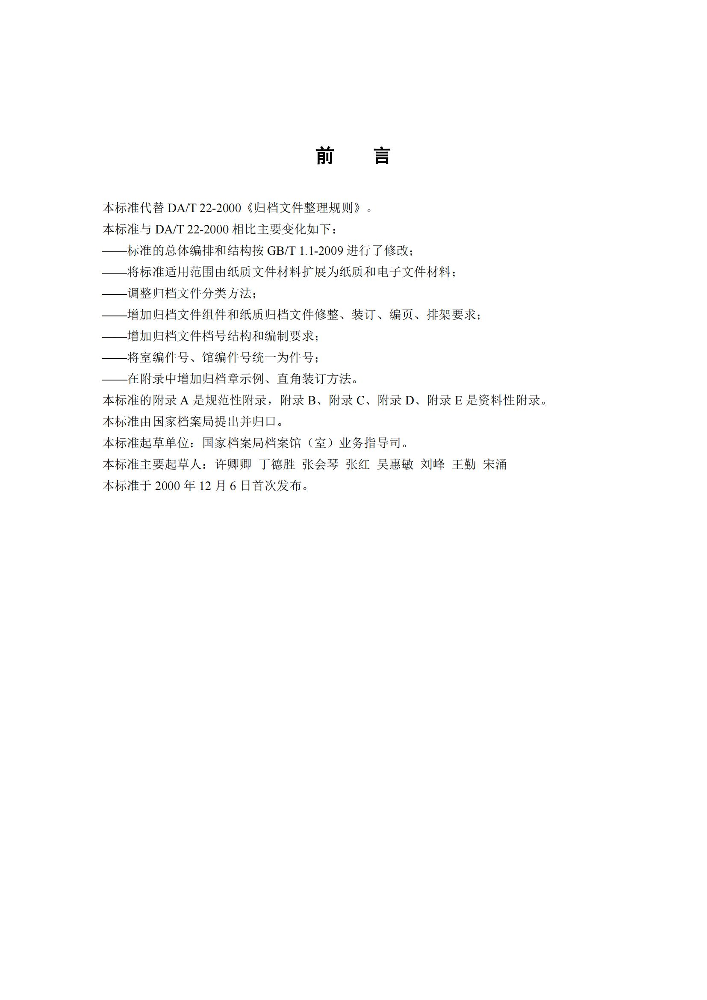 前 言
本标准代替 DA/T 22-2000《归档文件整理规则》。
本标准与 DA/T 22-2000 相比主要变化如下：
——标准的总体编排和结构按 GB/T 1.1-2009 进行了修改；
——将标准适用范围由纸质文件材料扩展为纸质和电子文件材料；
——调整归档文件分类方法；
——增加归档文件组件和纸质归档文件修整、装订、编页、排架要求；
——增加归档文件档号结构和编制要求；
——将室编件号、馆编件号统一为件号；
——在附录中增加归档章示例、直角装订方法。
本标准的附录 A 是规范性附录，附录 B、附录 C、附录 D、附录 E 是资料性附录。
本标准由国家档案局提出并归口。
本标准起草单位：国家档案局档案馆（室）业务指导司。
本标准主要起草人：许卿卿 丁德胜 张会琴 张红 吴惠敏 刘峰 王勤 宋涌
本标准于 2000 年 12 月 6 日首次发布。